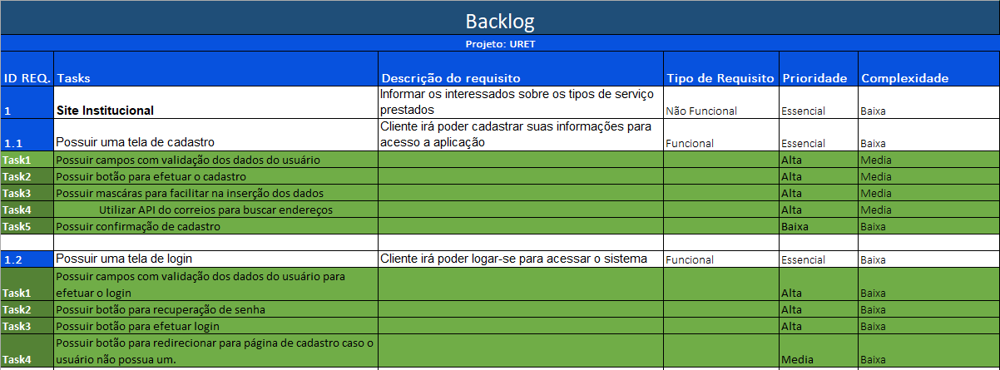 Backlog
Projeto: URET
ID REQ. Tasks Descrição do requisito Tipo de Requisito Prioridade Complexidade
Informar os interessados sobre os tipos de serviço
1 Site Institucional prestados Não Funcional Essencial Baixa
Cliente irá poder cadastrar suas informações para
1.1 Possuir uma tela de cadastro acesso a aplicação Funcional Essencial Baixa
Task1 Possuir campos com validação dos dados do usuário Alta Media
Task2 Possuir botão para efetuar o cadastro Alta Media
Task3 Possuir mascáras para facilitar na inserção dos dados Alta Media
Task4 Utilizar API do correios para buscar endereços Alta Media
Task5 Possuir confirmação de cadastro Baixa Baixa
1.2 Possuir uma tela de login Cliente irá poder logar-se para acessar o sistema Funcional Essencial Baixa
Possuir campos com validação dos dados do usuário para
Task1 efetuar o login Alta Baixa
Task2 Possuir botão para recuperação de senha Alta Baixa
Task3 Possuir botão para efetuar login Alta Baixa
Possuir botão para redirecionar para página de cadastro caso o
Task4 usuário não possua um. Media Baixa